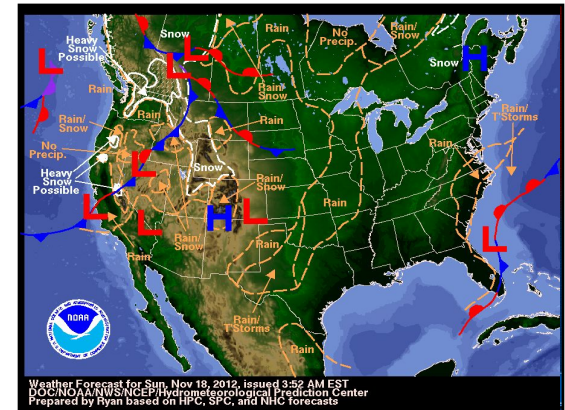 Heavy
Snow
Possible
Snow
Rain
No
Precip.
Rain/
Snow
Snow
H
L
L
L
Rain
Rain/
Snow
Rain
Rain/
Snow
Rain
Rain
Rain/
T'Storms
No
Precip.
L
Snow
Heavy
Snow
Possible
Rain/
Snow
Rain
L
L
H
L
L
Rain/
Snow
Rain
Rain
Rain/
T'Storms
Rain
NOAA
Weather Forecast for Sun, Nov 18, 2012, issued 3:52 AM EST
DOC/NOAA/NWS/NCEP/Hydrometeorological Prediction Center
Prepared by Ryan based on HPC, SPC, and NHC forecasts